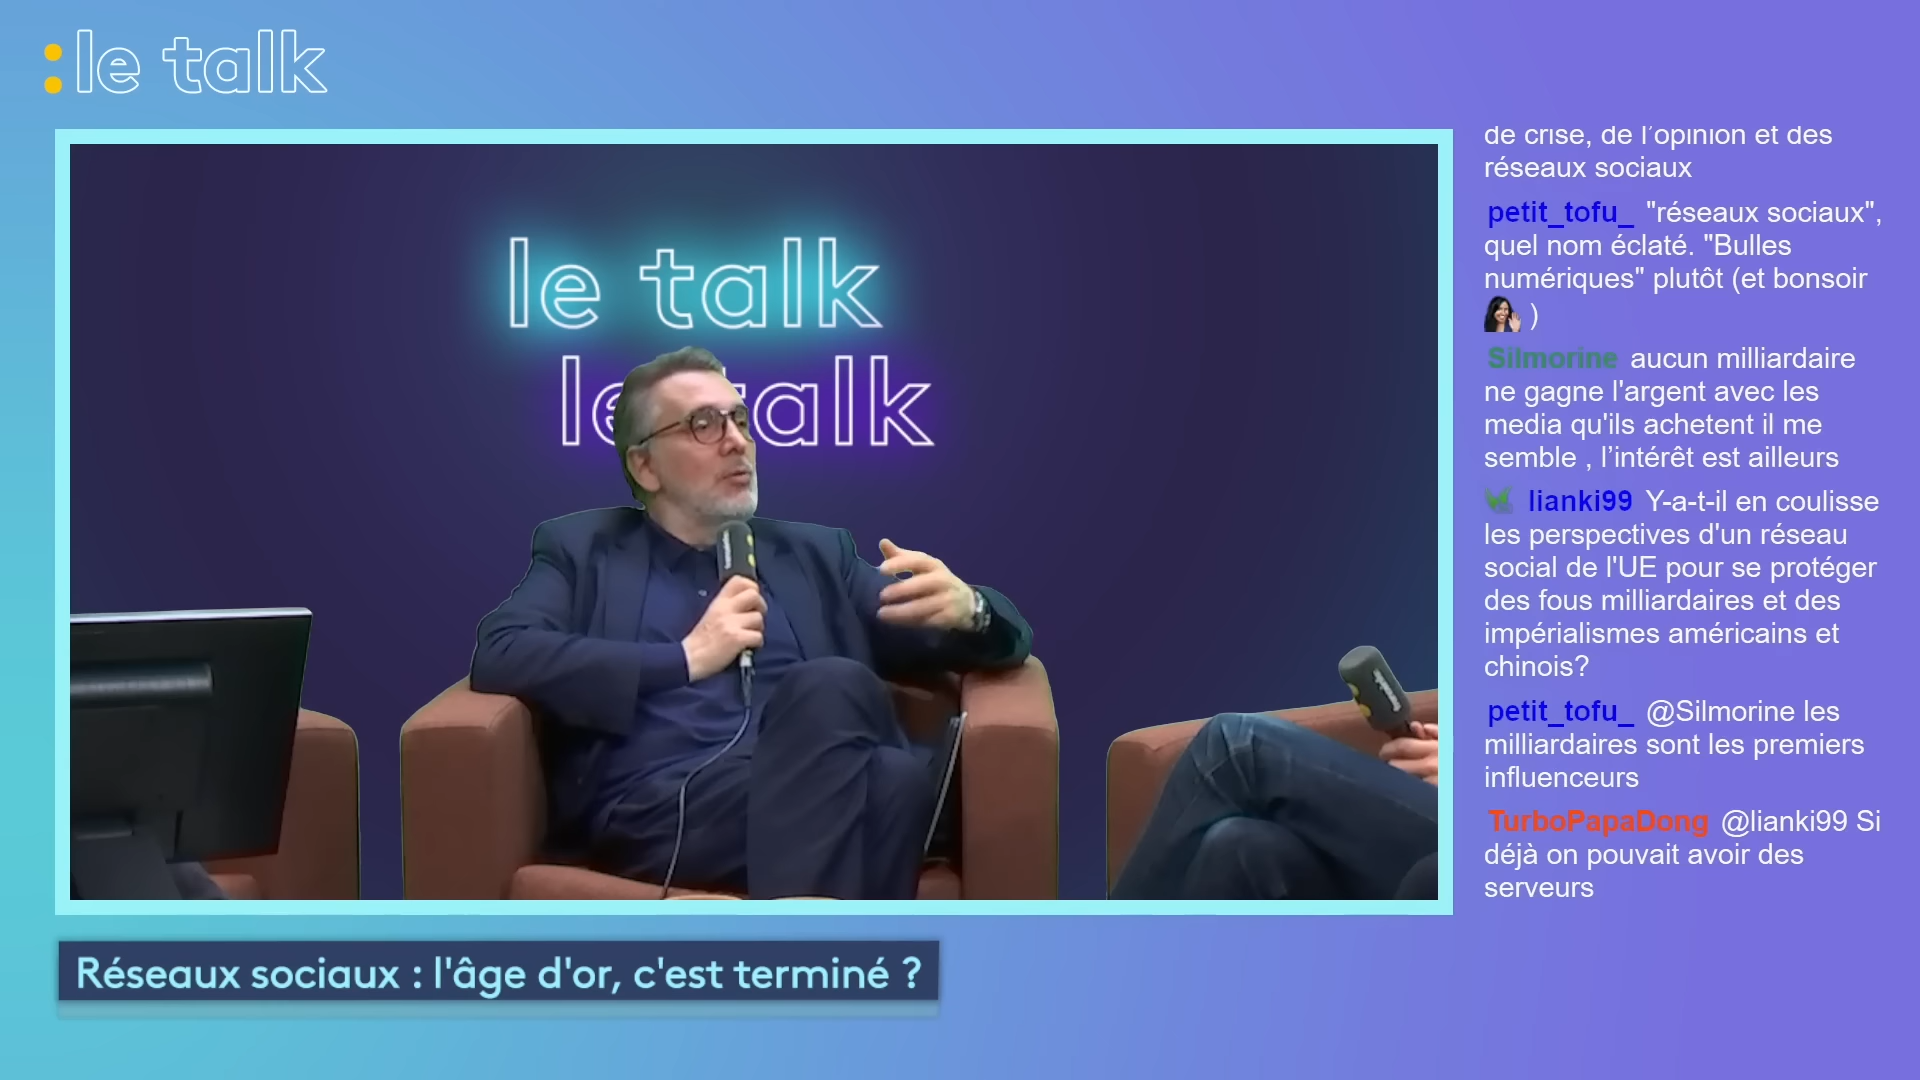 :le talk
le talk
le talk
de crise, de l'opinion et des
réseaux sociaux
petit_tofu_ "réseaux sociaux",
quel nom éclaté. "Bulles
numériques" plutôt (et bonsoir
)
Silmorine aucun milliardaire
ne gagne l'argent avec les
media qu'ils achetent il me
semble , l'intérêt est ailleurs
lianki99 Y-a-t-il en coulisse
les perspectives d'un réseau
social de l'UE pour se protéger
des fous milliardaires et des
impérialismes américains et
chinois?
petit_tofu_ @Silmorine les
milliardaires sont les premiers
influenceurs
TurboPapaDong @lianki99 Si
déjà on pouvait avoir des
serveurs
Réseaux sociaux : l'âge d'or, c'est terminé ?